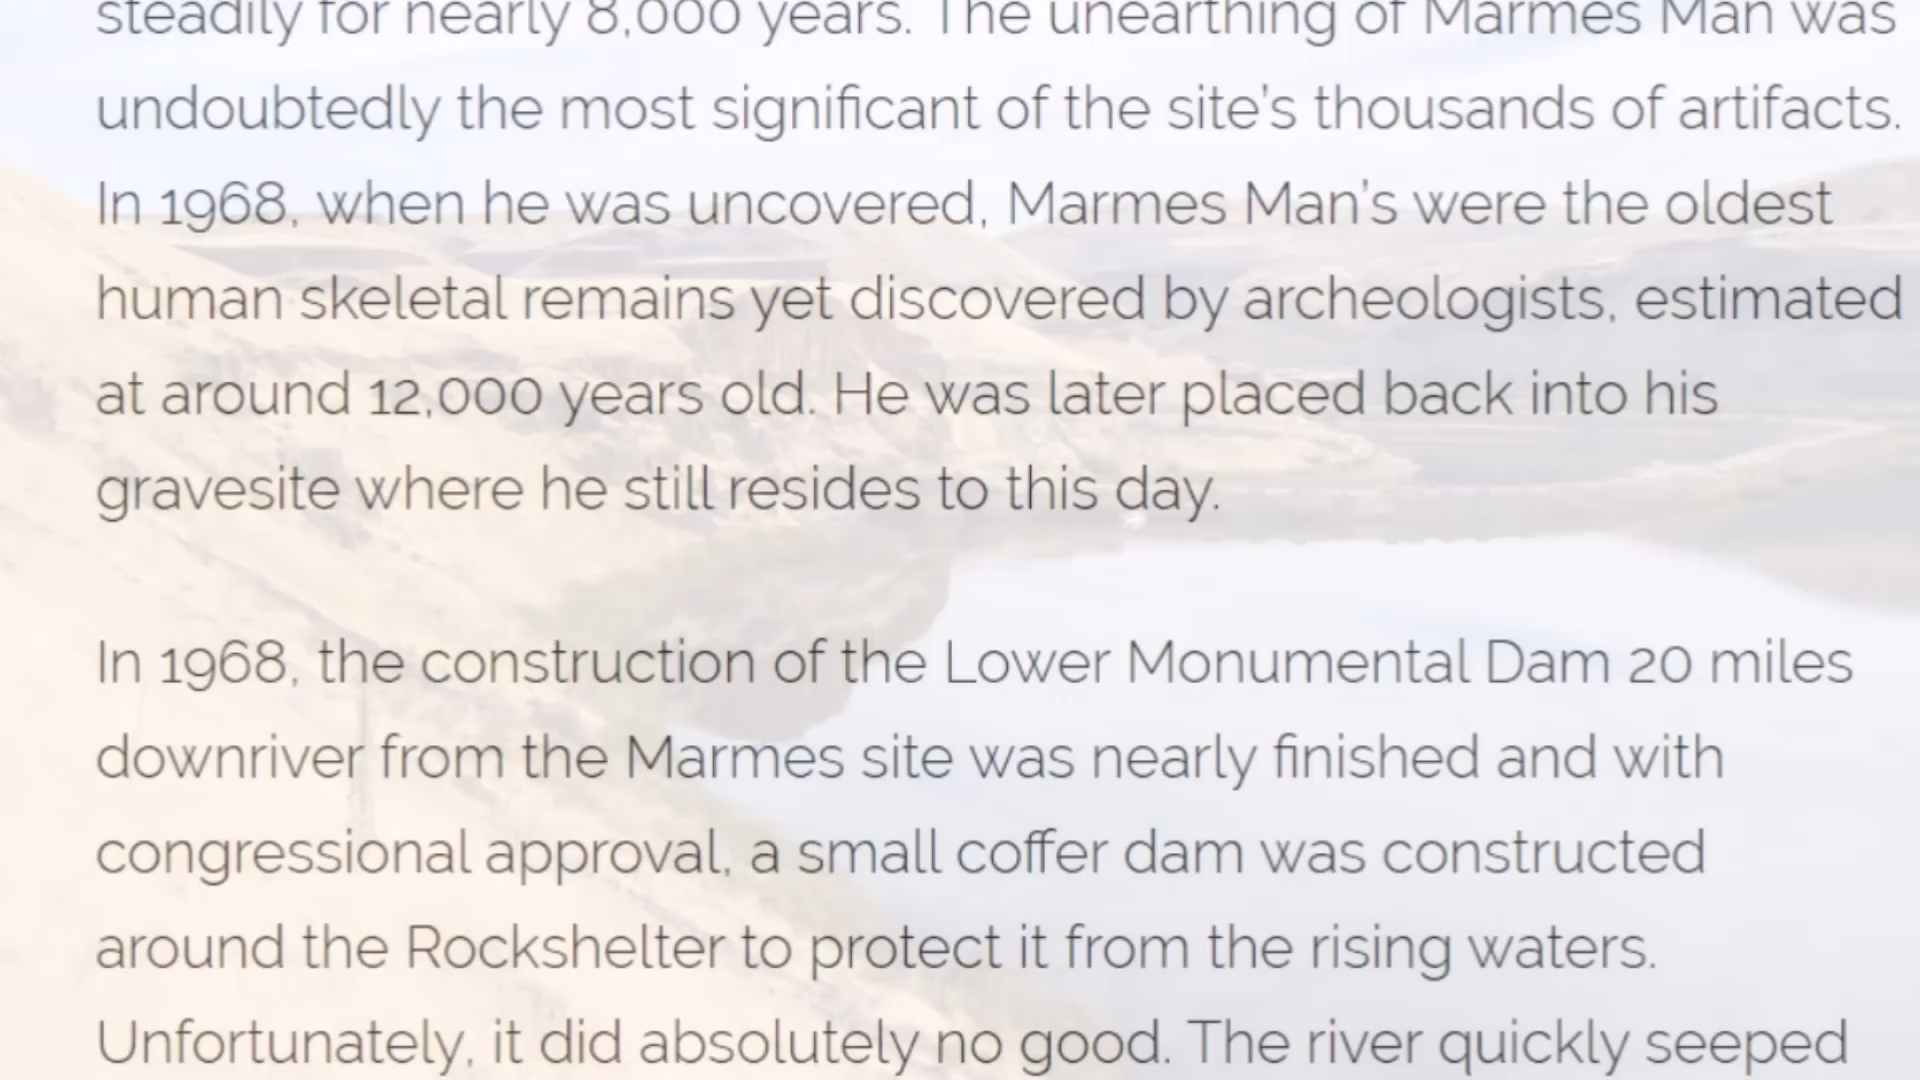 steadily for nearly 8,000 years. The unearthing of Marmes Man was
undoubtedly the most significant of the site's thousands of artifacts.
In 1968, when he was uncovered, Marmes Man's were the oldest
human skeletal remains yet discovered by archeologists, estimated
at around 12,000 years old. He was later placed back into his
gravesite where he still resides to this day.
In 1968, the construction of the Lower Monumental Dam 20 miles
downriver from the Marmes site was nearly finished and with
congressional approval, a small coffer dam was constructed
around the Rockshelter to protect it from the rising waters.
Unfortunately, it did absolutely no good. The river quickly seeped